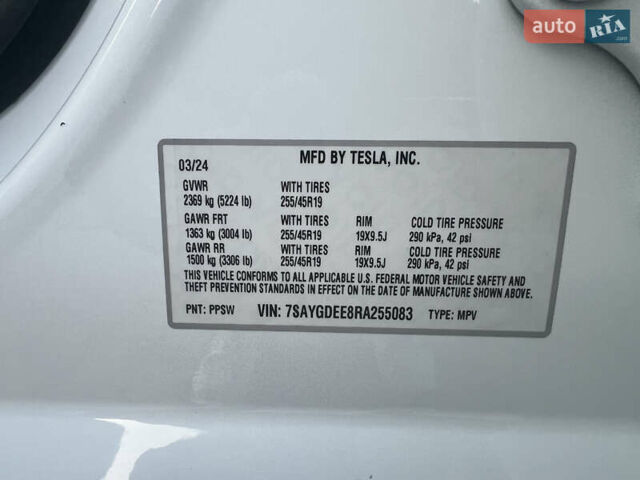 auto RIA .com
03/24 MFD BY TESLA, INC.
GVWR WITH TIRES
2369 kg (5224 lb) 255/45R19
GAWR FRT WITH TIRES RIM COLD TIRE PRESSURE
1363 kg (3004 lb) 255/45R19 19X9.5J 290 kPa, 42 psi
GAWR RR WITH TIRES RIM COLD TIRE PRESSURE
1500 kg (3306 lb) 255/45R19 19X9.5J 290 kPa, 42 psi
THIS VEHICLE CONFORMS TO ALL APPLICABLE U.S. FEDERAL MOTOR VEHICLE SAFETY AND
THEFT PREVENTION STANDARDS IN EFFECT ON THE DATE OF MANUFACTURE SHOWN ABOVE.
PNT: PPSW VIN: 7SAYGDEE8RA255083 TYPE: MPV